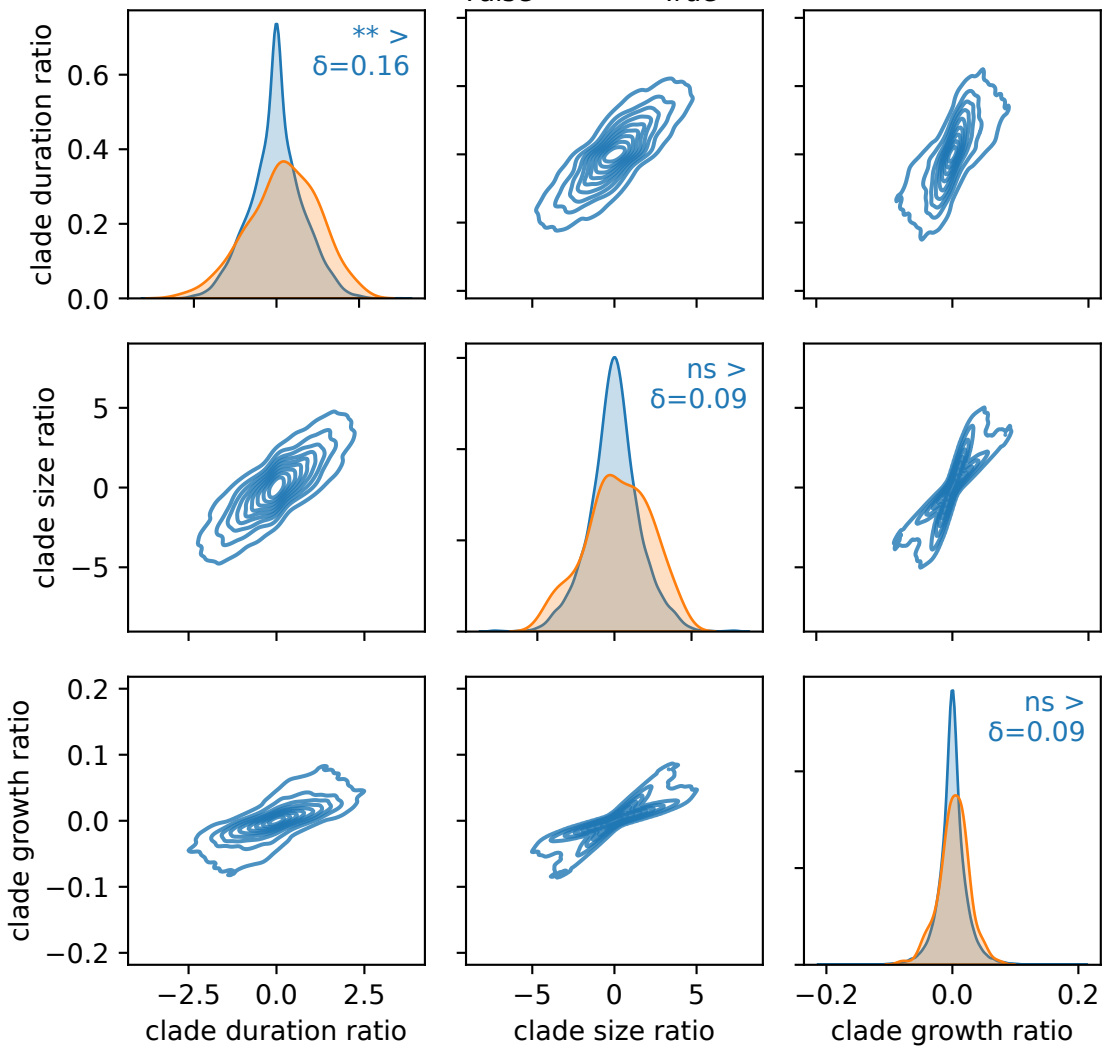 ** >
δ=0.16
clade duration ratio
0.6
0.4
0.2
0.0
ns >
δ=0.09
clade size ratio
5
0
−5
ns >
δ=0.09
clade growth ratio
0.2
0.1
0.0
−0.1
−0.2
−2.5 0.0 2.5
−5 0 5
−0.2 0.0 0.2
clade duration ratio
clade size ratio
clade growth ratio